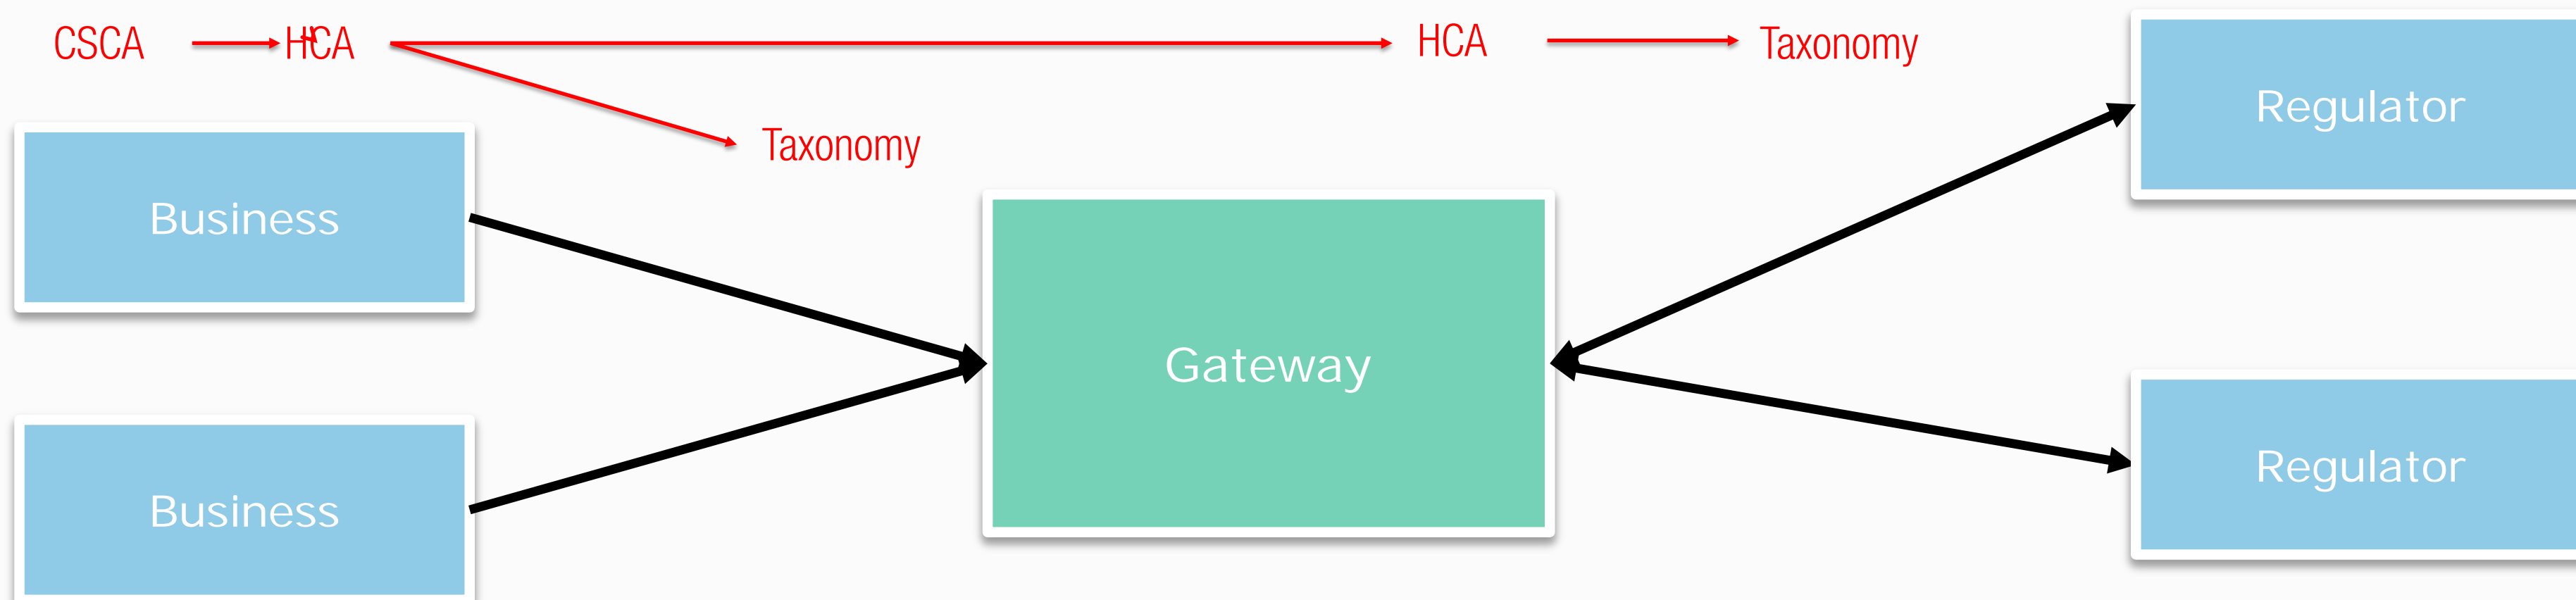 CSCA HCA HCA Taxonomy
Taxonomy
Regulator
Business
Gateway
Regulator
Business